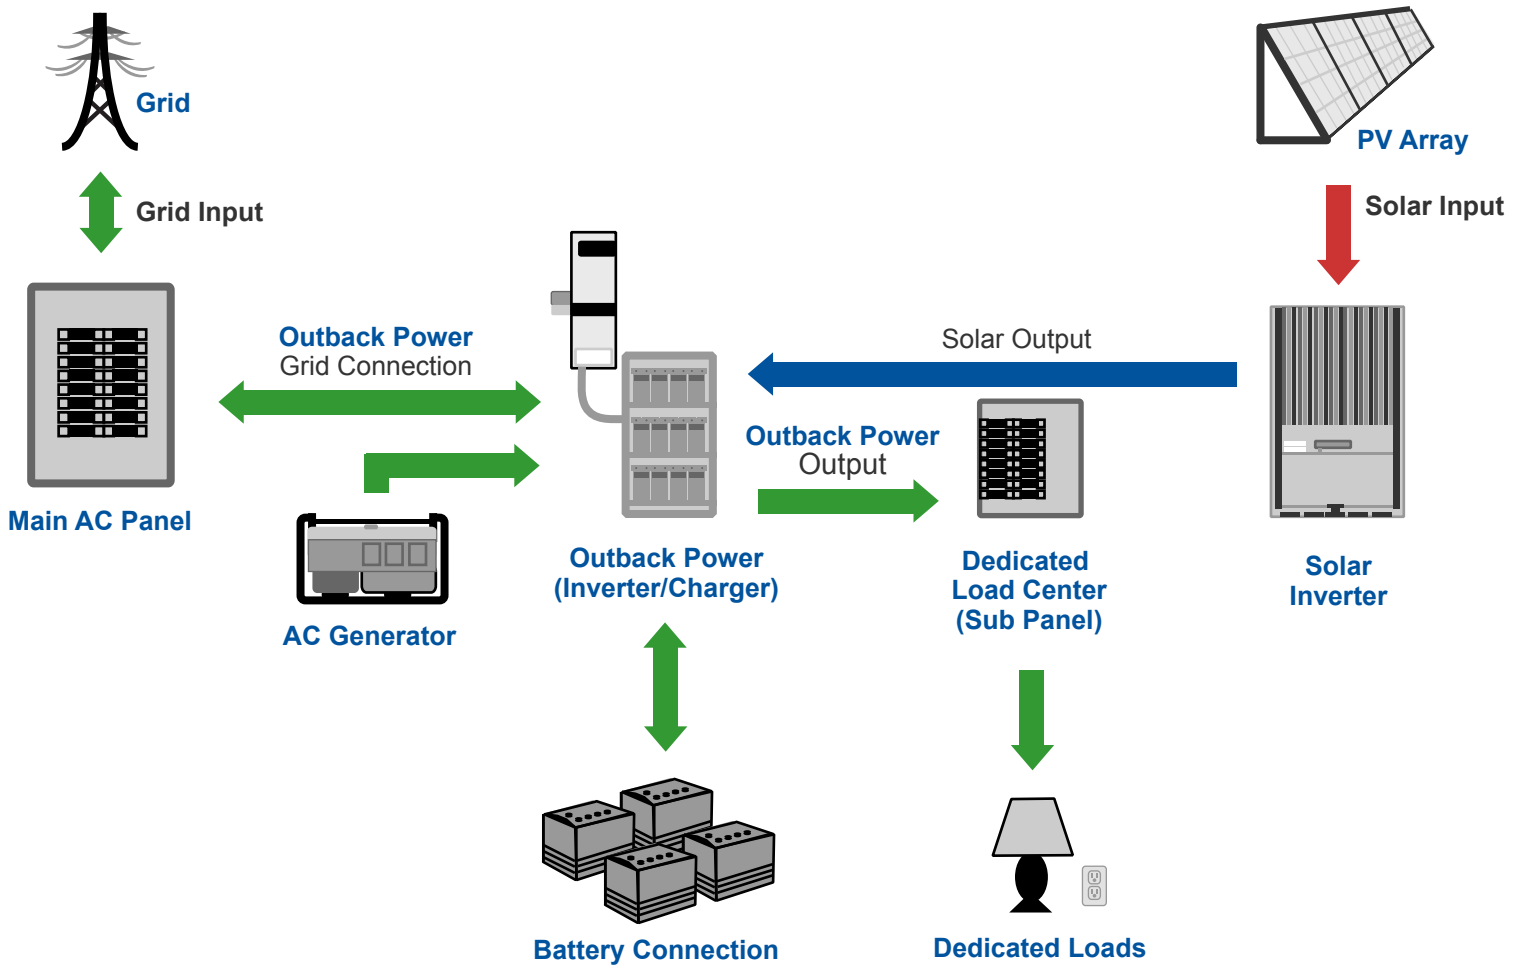 Grid
PV Array
Grid Input
Solar Input
Outback Power
Grid Connection
Solar Output
Outback Power
Output
Main AC Panel
AC Generator
Outback Power
(Inverter/Charger)
Dedicated
Load Center
(Sub Panel)
Solar
Inverter
Battery Connection
Dedicated Loads